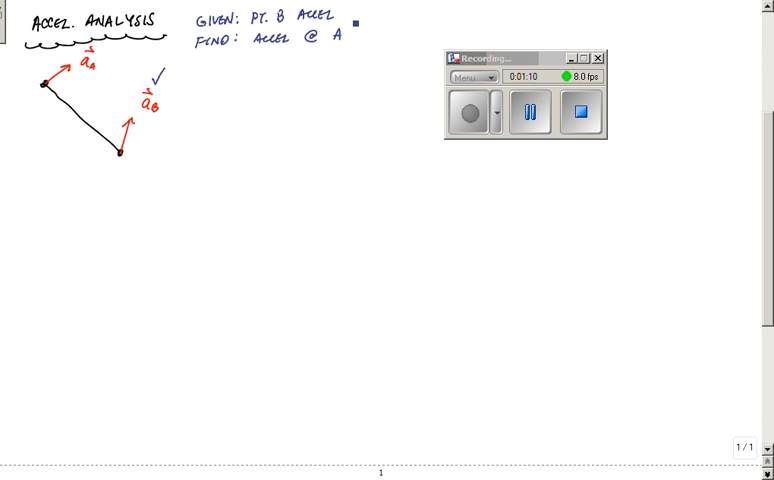 ACCEL. ANALYSIS
GIVEN: PT. B ACCEL
FIND: ACCEL @ A
a⃗A
a⃗B
Recording...
Menu
0:01:10
8.0 fps
1 / 1
1